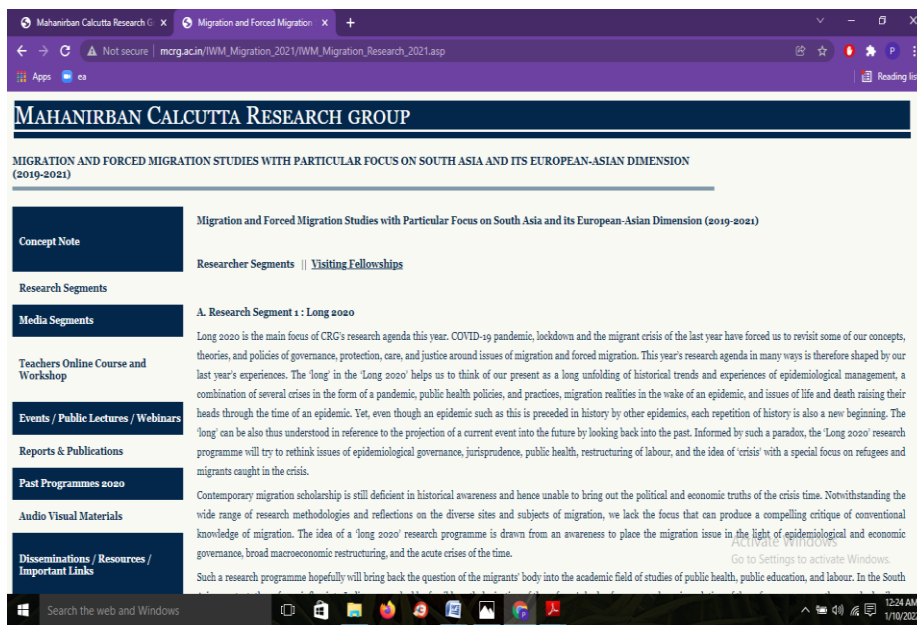 Mahanirban Calcutta Research G
Migration and Forced Migration
Not secure | mcrg.ac.in/IWM_Migration_2021/IWM_Migration_Research_2021.asp
P
Apps
ea
Reading list
MAHANIRBAN CALCUTTA RESEARCH GROUP
MIGRATION AND FORCED MIGRATION STUDIES WITH PARTICULAR FOCUS ON SOUTH ASIA AND ITS EUROPEAN-ASIAN DIMENSION
(2019-2021)
Concept Note
Research Segments
Media Segments
Teachers Online Course and
Workshop
Events / Public Lectures / Webinars
Reports & Publications
Past Programmes 2020
Audio Visual Materials
Disseminations / Resources /
Important Links
Migration and Forced Migration Studies with Particular Focus on South Asia and its European-Asian Dimension (2019-2021)
Researcher Segments || Visiting Fellowships
A. Research Segment 1 : Long 2020
Long 2020 is the main focus of CRG's research agenda this year. COVID-19 pandemic, lockdown and the migrant crisis of the last year have forced us to revisit some of our concepts,
theories, and policies of governance, protection, care, and justice around issues of migration and forced migration. This year's research agenda in many ways is therefore shaped by our
last year's experiences. The 'long' in the 'Long 2020' helps us to think of our present as a long unfolding of historical trends and experiences of epidemiological management, a
combination of several crises in the form of a pandemic, public health policies, and practices, migration realities in the wake of an epidemic, and issues of life and death raising their
heads through the time of an epidemic. Yet, even though an epidemic such as this is preceded in history by other epidemics, each repetition of history is also a new beginning. The
'long' can be also thus understood in reference to the projection of a current event into the future by looking back into the past. Informed by such a paradox, the 'Long 2020' research
programme will try to rethink issues of epidemiological governance, jurisprudence, public health, restructuring of labour, and the idea of 'crisis' with a special focus on refugees and
migrants caught in the crisis.
Contemporary migration scholarship is still deficient in historical awareness and hence unable to bring out the political and economic truths of the crisis time. Notwithstanding the
wide range of research methodologies and reflections on the diverse sites and subjects of migration, we lack the focus that can produce a compelling critique of conventional
knowledge of migration. The idea of a 'long 2020' research programme is drawn from an awareness to place the migration issue in the light of epidemiological and economic
governance, broad macroeconomic restructuring, and the acute crises of the time.
Such a research programme hopefully will bring back the question of the migrants' body into the academic field of studies of public health, public education, and labour. In the South
Activate Windows
Go to Settings to activate Windows.
Search the web and Windows
12:24 AM
1/10/202